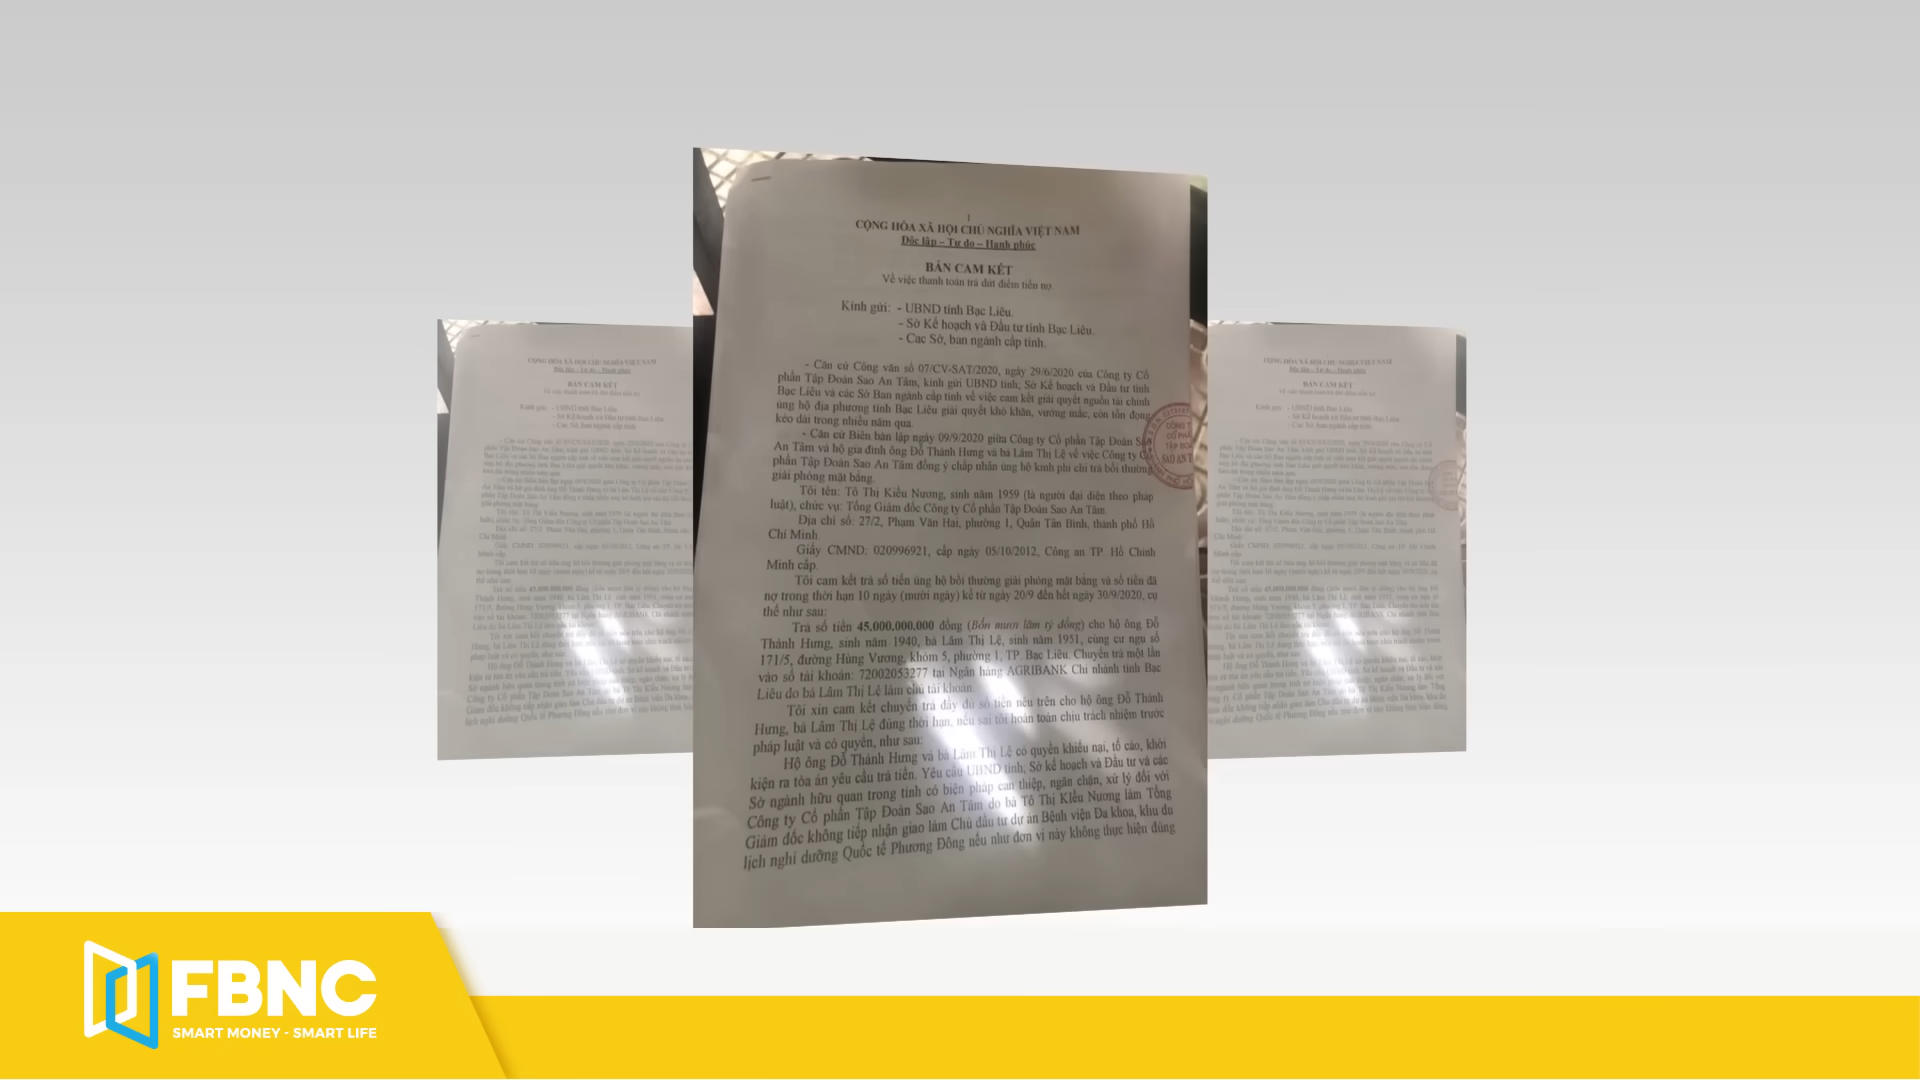 1
CỘNG HÒA XÃ HỘI CHỦ NGHĨA VIỆT NAM
Độc lập – Tự do – Hạnh phúc
BẢN CAM KẾT
Về việc thanh toán trả dứt điểm tiền nợ.
Kính gửi: - UBND tỉnh Bạc Liêu.
- Sở Kế hoạch và Đầu tư tỉnh Bạc Liêu.
- Các Sở, ban ngành cấp tỉnh.
- Căn cứ Công văn số 07/CV-SAT/2020, ngày 29/6/2020 của Công ty Cổ
phần Tập Đoàn Sao An Tâm, kính gửi UBND tỉnh, Sở Kế hoạch và Đầu tư tỉnh
Bạc Liêu và các Sở Ban ngành cấp tỉnh về việc cam kết giải quyết nguồn tài chính
ủng hộ địa phương tỉnh Bạc Liêu giải quyết khó khăn, vướng mắc, còn tồn đọng
kéo dài trong nhiều năm qua.
- Căn cứ Biên bản lập ngày 09/9/2020 giữa Công ty Cổ phần Tập Đoàn Sao
An Tâm và hộ gia đình ông Đỗ Thành Hưng và bà Lâm Thị Lệ về việc Công ty Cổ
phần Tập Đoàn Sao An Tâm đồng ý chấp nhận ủng hộ kinh phí chi trả bồi thường
giải phóng mặt bằng.
Tôi tên: Tô Thị Kiều Nương, sinh năm 1959 (là người đại diện theo pháp
luật), chức vụ: Tổng Giám đốc Công ty Cổ phần Tập Đoàn Sao An Tâm.
Địa chỉ số: 27/2, Phạm Văn Hai, phường 1, Quận Tân Bình, thành phố Hồ
Chí Minh.
Giấy CMND: 020996921, cấp ngày 05/10/2012, Công an TP Hồ Chính
Minh cấp.
Tôi cam kết trả số tiền ủng hộ bồi thường giải phóng mặt bằng và số tiền đã
nợ trong thời hạn 10 ngày (mười ngày) kể từ ngày 20/9 đến hết ngày 30/9/2020, cụ
thể như sau:
Trả số tiền 45.000.000.000 đồng (Bốn mươi lăm tỷ đồng) cho hộ ông Đỗ
Thành Hưng, sinh năm 1940, bà Lâm Thị Lệ, sinh năm 1951, cùng cư ngụ số
171/5, đường Hùng Vương, khóm 5, phường 1, TP. Bạc Liêu. Chuyển trả một lần
vào số tài khoản: 72002053277 tại Ngân hàng AGRIBANK Chi nhánh tỉnh Bạc
Liêu do bà Lâm Thị Lệ làm chủ tài khoản.
Tôi xin cam kết chuyển trả đầy đủ số tiền nêu trên cho hộ ông Đỗ Thành
Hưng, bà Lâm Thị Lệ đúng thời hạn, nếu sai tôi hoàn toàn chịu trách nhiệm trước
pháp luật và có quyền, như sau:
Hộ ông Đỗ Thành Hưng và bà Lâm Thị Lệ có quyền khiếu nại, tố cáo, khởi
kiện ra tòa án yêu cầu trả tiền. Yêu cầu UBND tỉnh, Sở kế hoạch và Đầu tư và các
Sở ngành hữu quan trong tỉnh có biện pháp can thiệp, ngăn chặn, xử lý đối với
Công ty Cổ phần Tập Đoàn Sao An Tâm do bà Tô Thị Kiều Nương làm Tổng
Giám đốc không tiếp nhận giao làm Chủ đầu tư dự án Bệnh viện Đa khoa, khu du
lịch nghỉ dưỡng Quốc tế Phương Đông nếu như đơn vị này không thực hiện đúng
CÔNG T
CỔ PHẦ
TẬP ĐOÀ
SAO AN T
FBNC
SMART MONEY - SMART LIFE